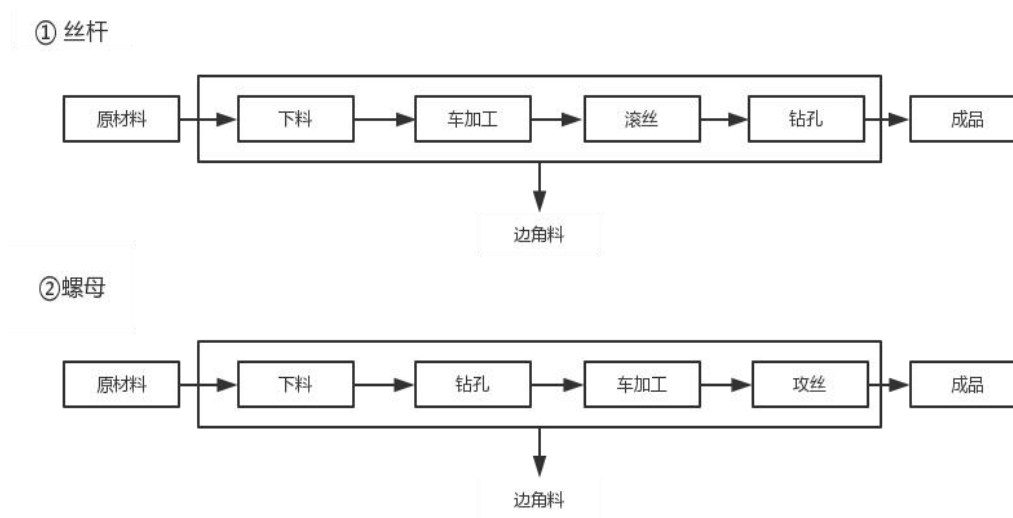 ① 丝杆
原材料 下料 车加工 滚丝 钻孔 成品
边角料
②螺母
原材料 下料 钻孔 车加工 攻丝 成品
边角料